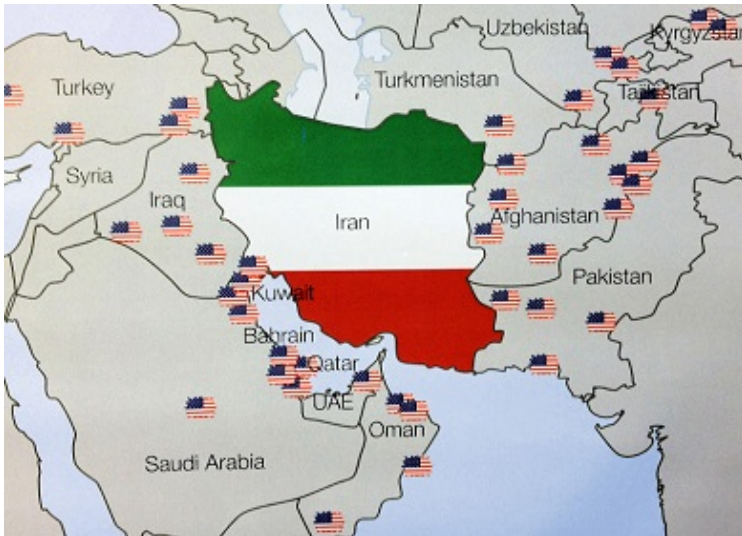 Uzbekistan
Kyrgyzstan
Turkey
Turkmenistan
Tajikistan
Syria
Iraq
Iran
Afghanistan
Pakistan
Kuwait
Bahrain
Qatar
UAE
Oman
Saudi Arabia